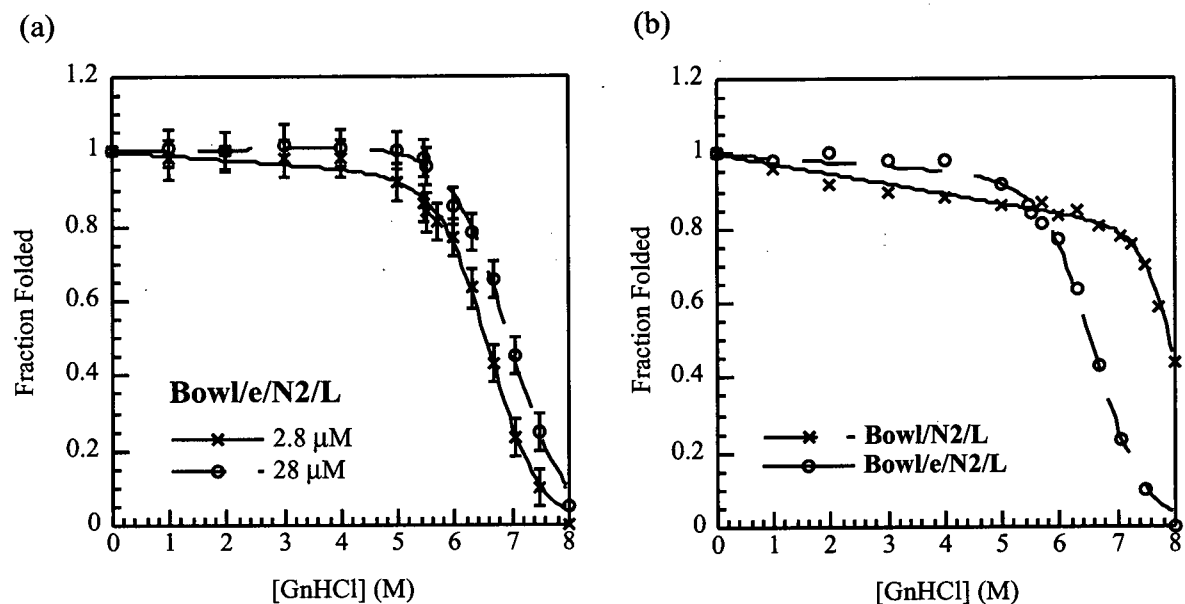 (a)
1.2
1
0.8
0.6
0.4
0.2
0
Fraction Folded
Bowl/e/N2/L
2.8 μM
- 28 μM
0 1 2 3 4 5 6 7 8
[GnHCl] (M)
(b)
1.2
1
0.8
0.6
0.4
0.2
0
Fraction Folded
- Bowl/N2/L
Bowl/e/N2/L
0 1 2 3 4 5 6 7 8
[GnHCl] (M)